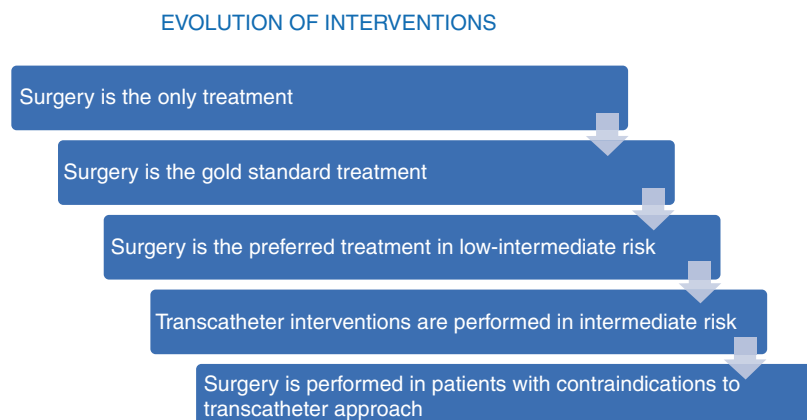 EVOLUTION OF INTERVENTIONS
Surgery is the only treatment
Surgery is the gold standard treatment
Surgery is the preferred treatment in low-intermediate risk
Transcatheter interventions are performed in intermediate risk
Surgery is performed in patients with contraindications to
transcatheter approach